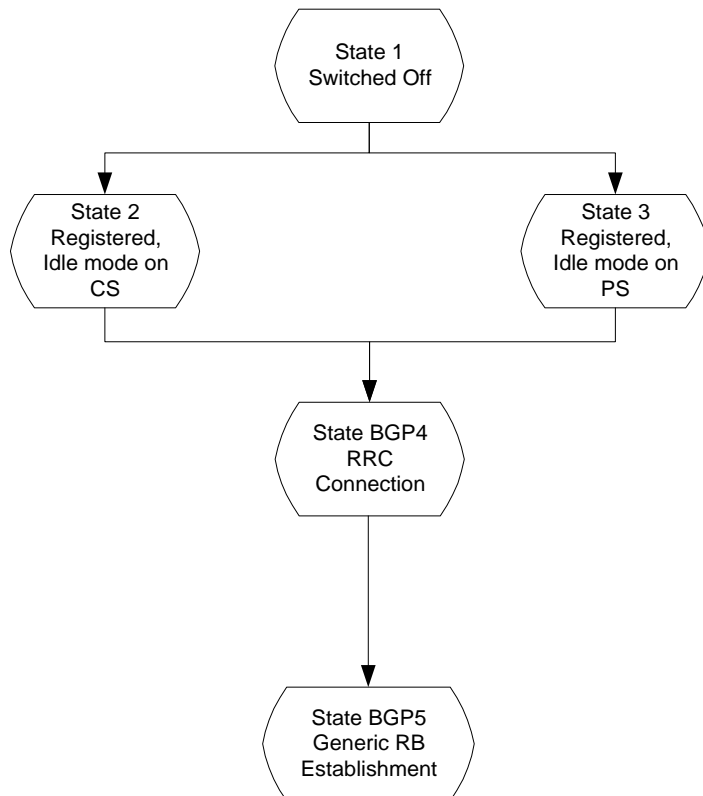 State 1
Switched Off
State 2
Registered,
Idle mode on
CS
State 3
Registered,
Idle mode on
PS
State BGP4
RRC
Connection
State BGP5
Generic RB
Establishment